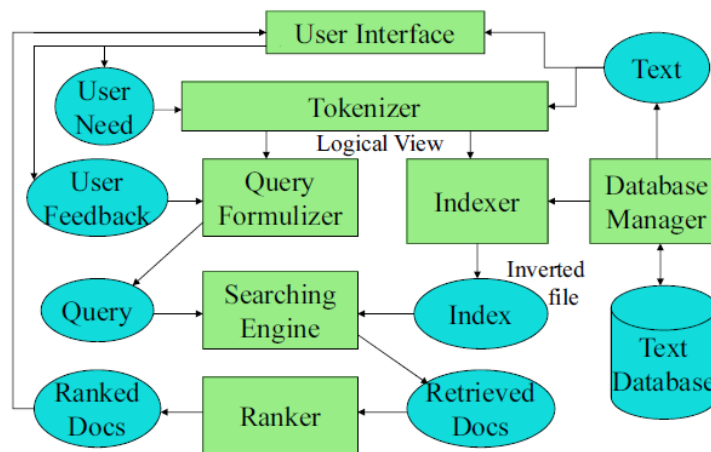 User Interface
Text
User
Need
Tokenizer
Logical View
User
Feedback
Query
Formulizer
Indexer
Database
Manager
Inverted
file
Query
Searching
Engine
Index
Text
Database
Ranked
Docs
Ranker
Retrieved
Docs